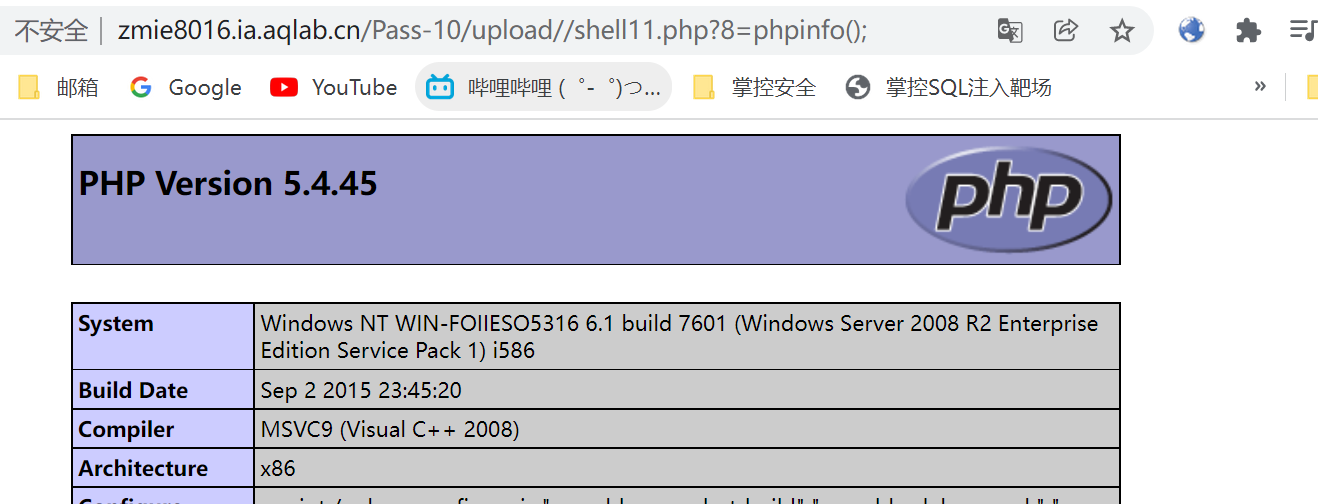 不安全 | zmie8016.ia.aqlab.cn/Pass-10/upload//shell11.php?8=phpinfo();
邮箱 Google YouTube 哔哩哔哩 (゜-゜)つ... 掌控安全 掌控SQL注入靶场 »
PHP Version 5.4.45 php
System Windows NT WIN-FOIIESO5316 6.1 build 7601 (Windows Server 2008 R2 Enterprise
Edition Service Pack 1) i586
Build Date Sep 2 2015 23:45:20
Compiler MSVC9 (Visual C++ 2008)
Architecture x86